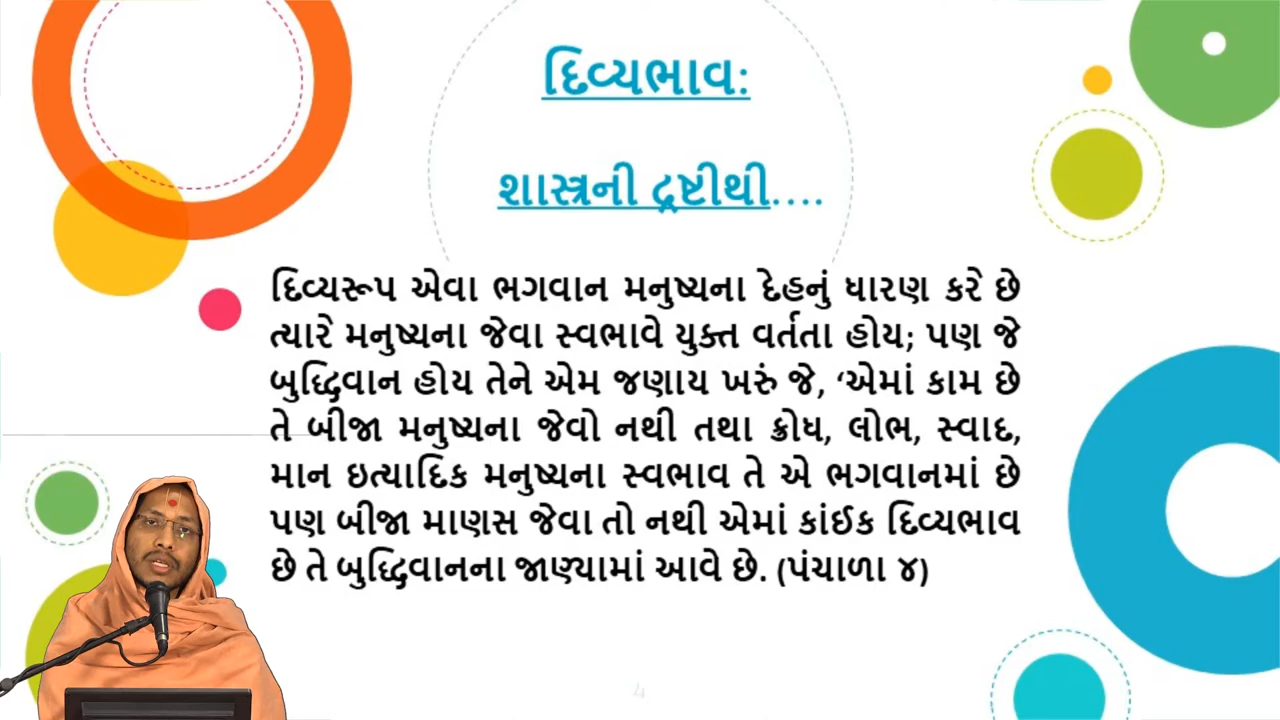 દિવ્યભાવ:
શાસ્ત્રની દ્રષ્ટીથી....
દિવ્યરૂપ એવા ભગવાન મનુષ્યના દેહનું ધારણ કરે છે
ત્યારે મનુષ્યના જેવા સ્વભાવે યુક્ત વર્તતા હોય; પણ જે
બુદ્ધિવાન હોય તેને એમ જણાય ખરું જે, ‘એમાં કામ છે
તે બીજા મનુષ્યના જેવો નથી તથા ક્રોધ, લોભ, સ્વાદ,
માન ઇત્યાદિક મનુષ્યના સ્વભાવ તે એ ભગવાનમાં છે
પણ બીજા માણસ જેવા તો નથી એમાં કાંઈક દિવ્યભાવ
છે તે બુદ્ધિવાનના જાણ્યામાં આવે છે. (પંચાળા ૪)